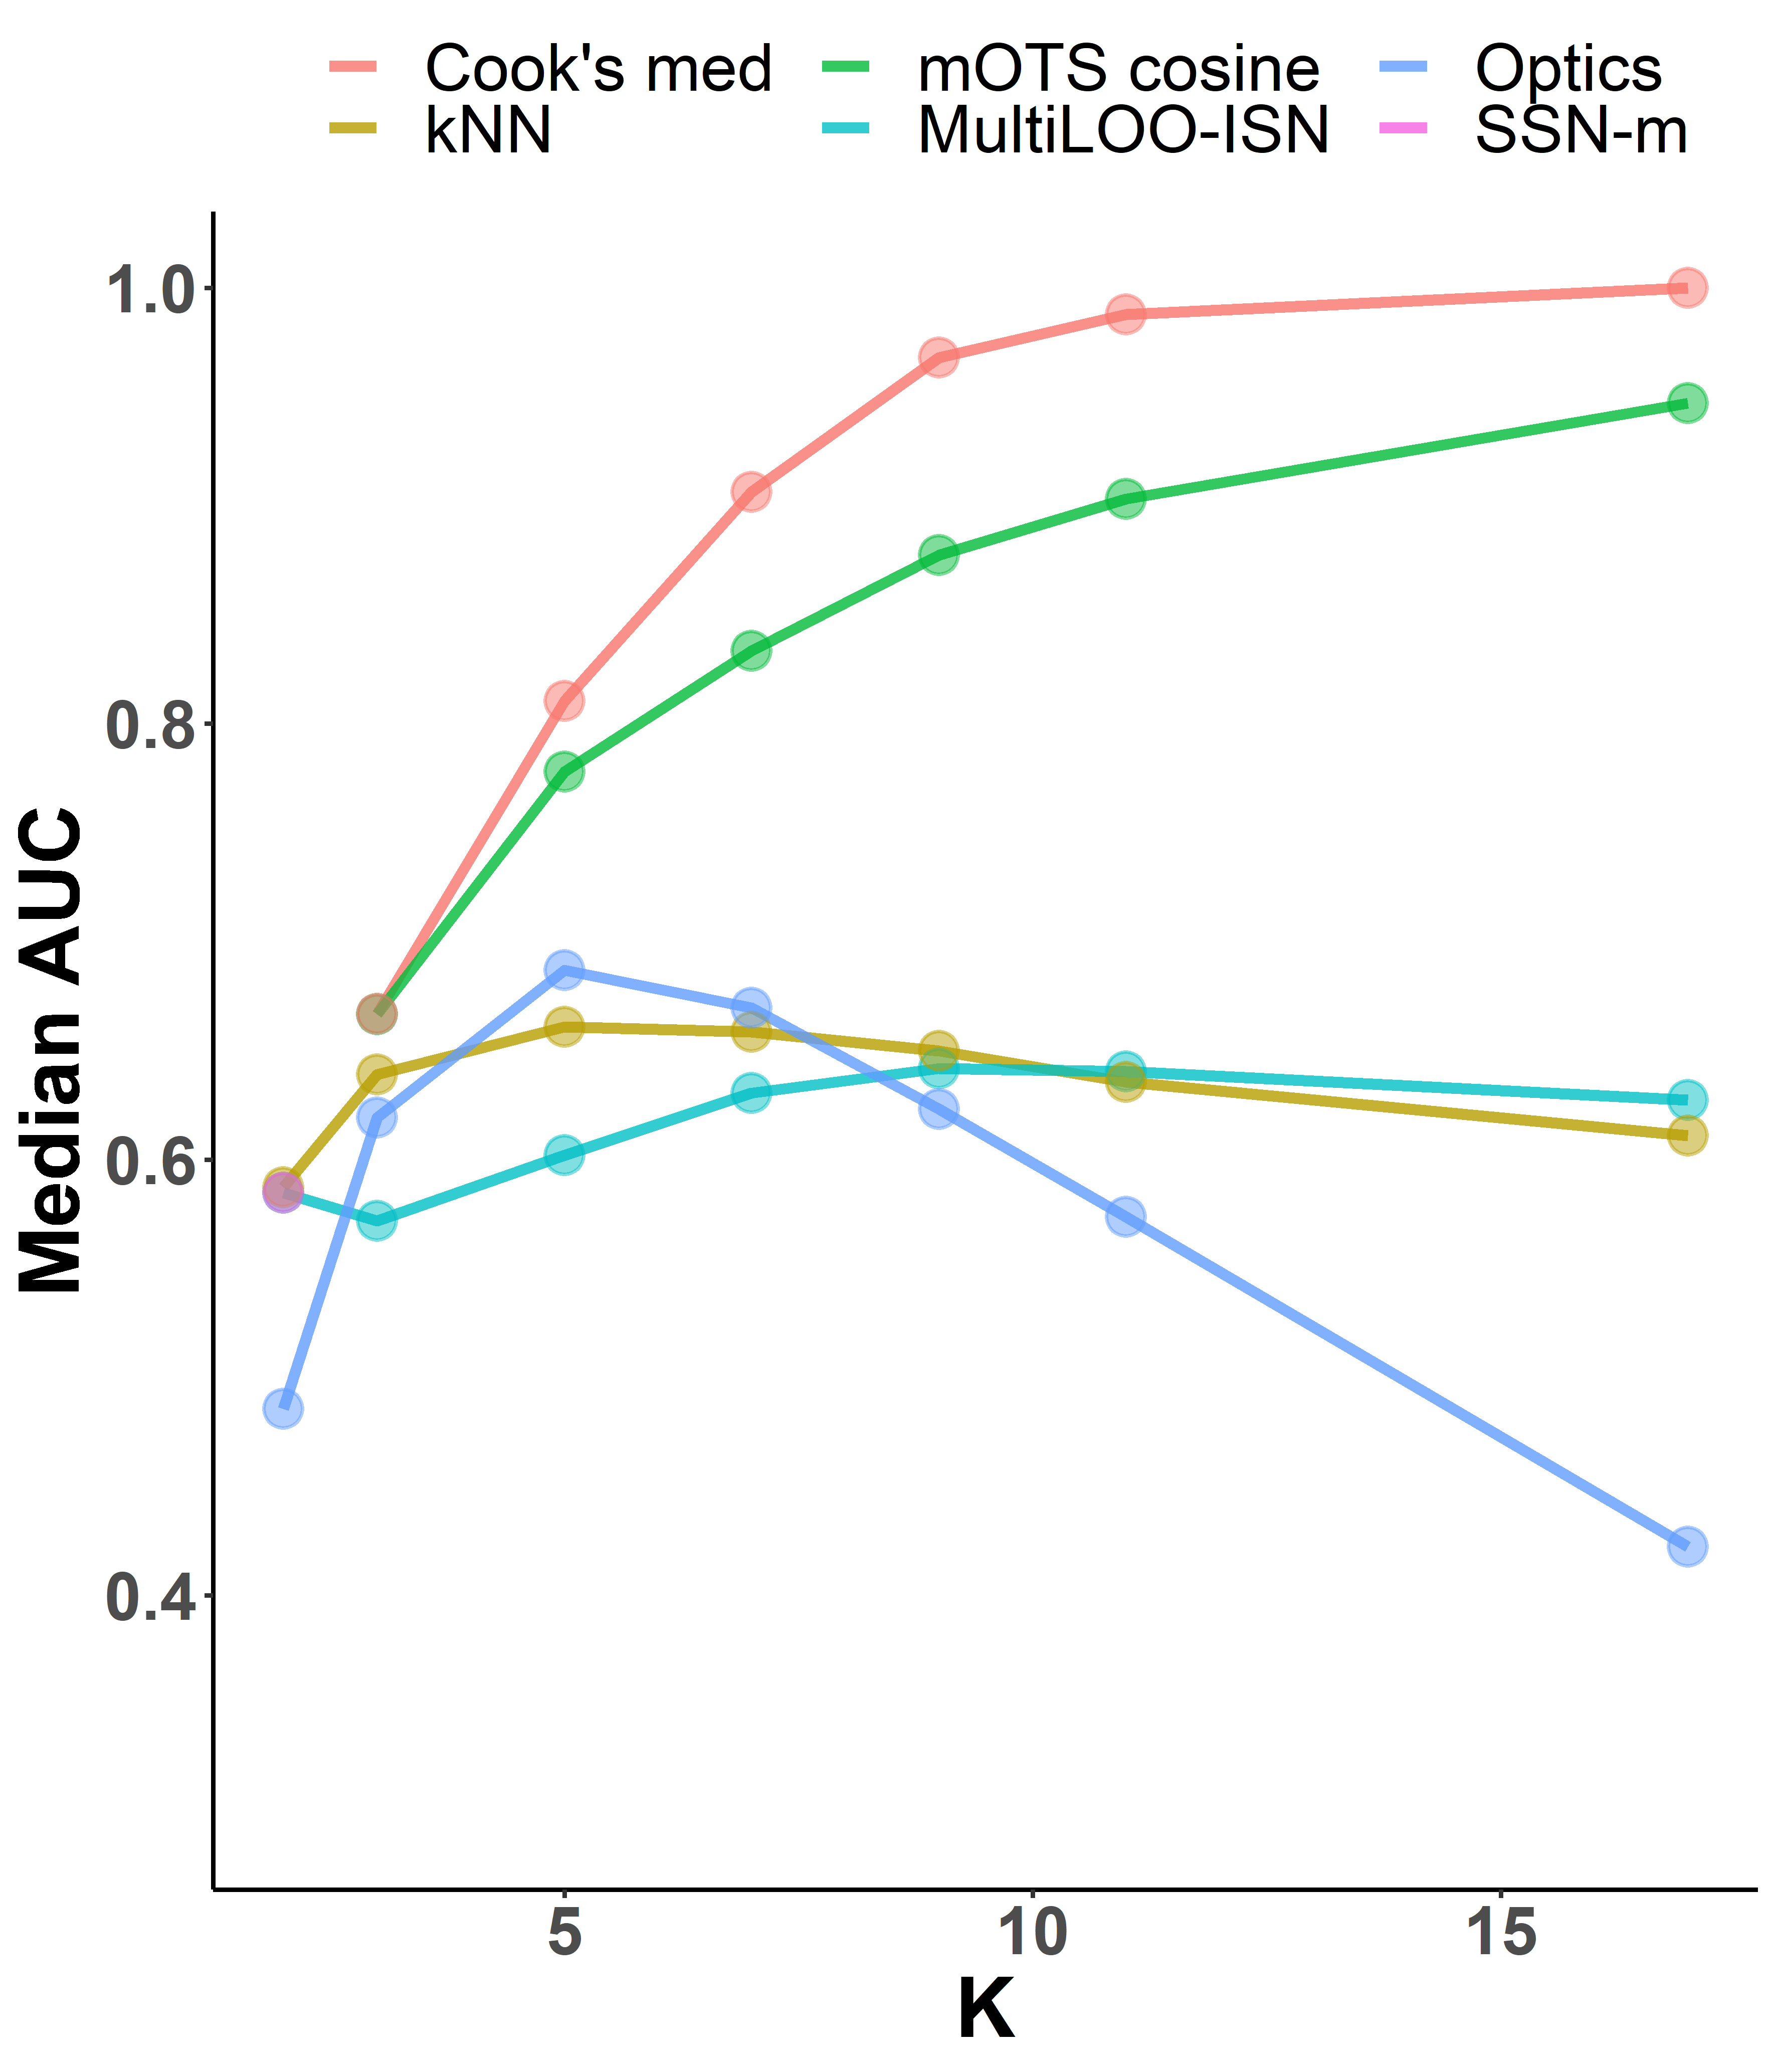 Cook's med mOTS cosine Optics
kNN MultiLOO-ISN SSN-m
1.0
0.8
0.6
0.4
Median AUC
5 10 15
K